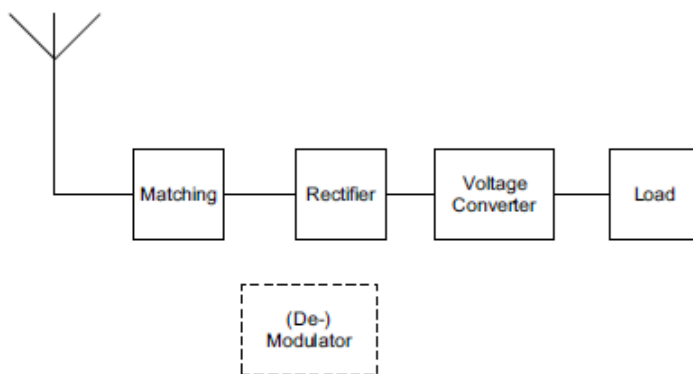 Matching
Rectifier
Voltage
Converter
Load
(De-)
Modulator